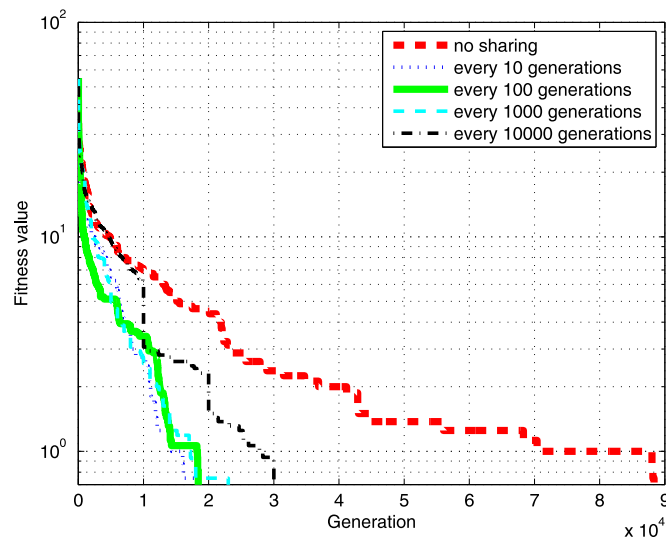 10^2
10^1
10^0
Fitness value
no sharing
every 10 generations
every 100 generations
every 1000 generations
every 10000 generations
0 1 2 3 4 5 6 7 8 9
x 10^4
Generation